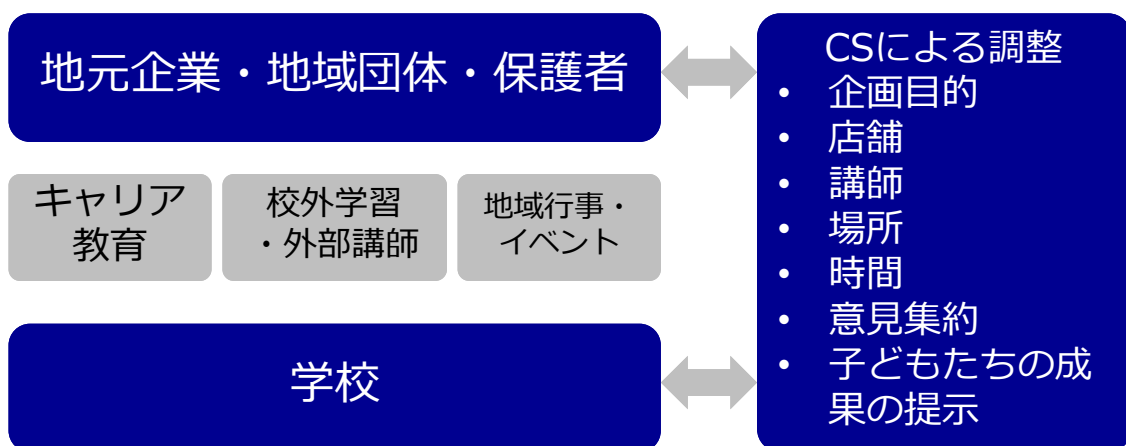 地元企業・地域団体・保護者
キャリア
教育
校外学習
・外部講師
地域行事・
イベント
学校
CSによる調整
• 企画目的
• 店舗
• 講師
• 場所
• 時間
• 意見集約
• 子どもたちの成
果の提示